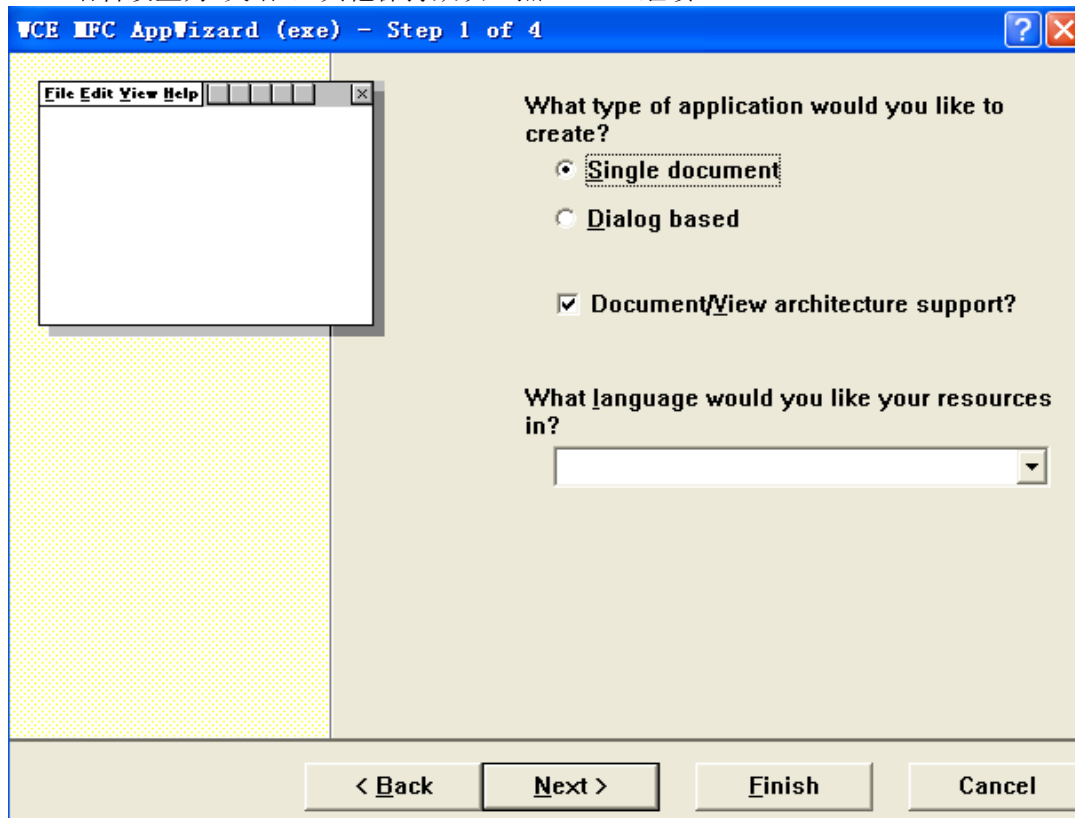 WCE MFC AppWizard (exe) - Step 1 of 4
File Edit View Help
What type of application would you like to
create?
Single document
Dialog based
Document/View architecture support?
What language would you like your resources
in?
< Back
Next >
Finish
Cancel